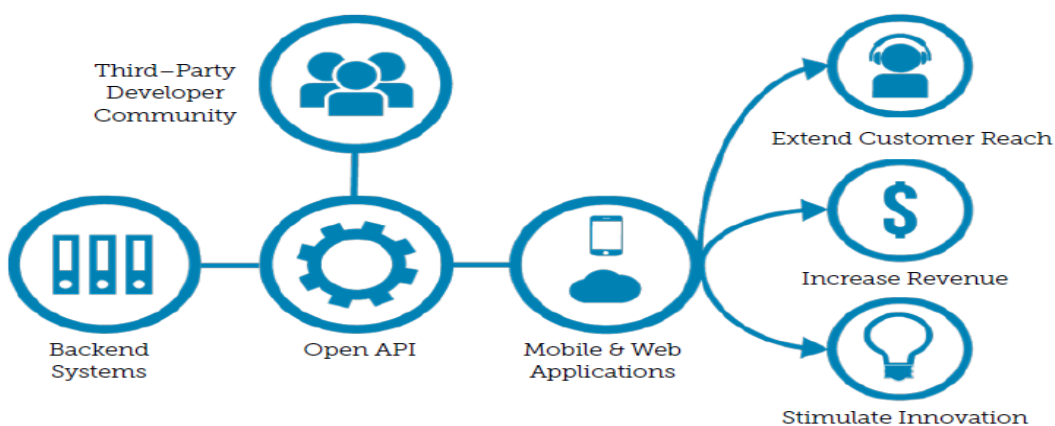 Third–Party
Developer
Community
Extend Customer Reach
$
Increase Revenue
Backend
Systems
Open API
Mobile & Web
Applications
Stimulate Innovation